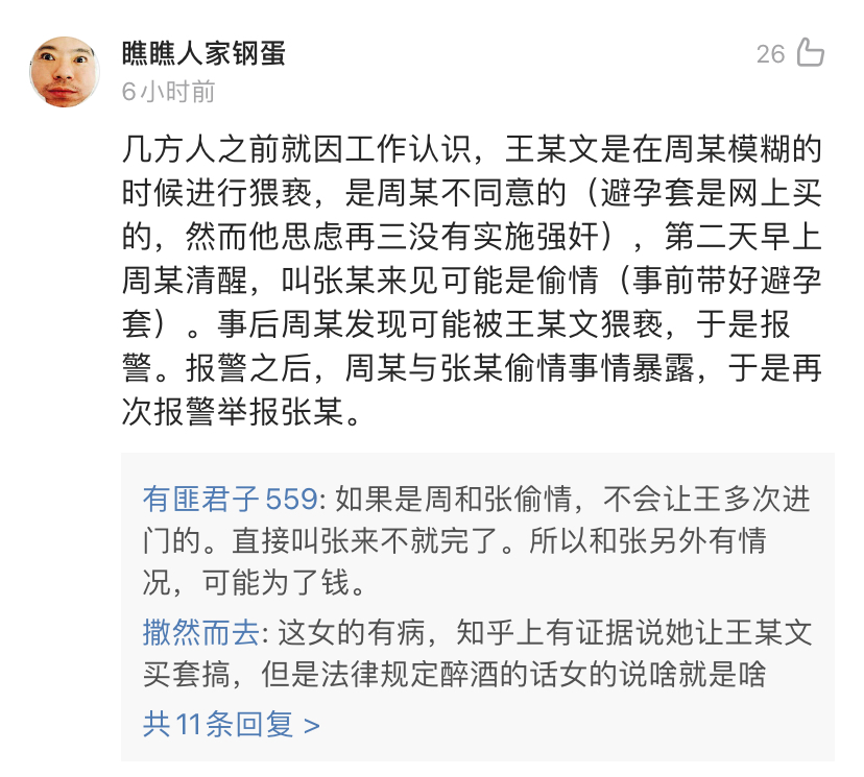 瞧瞧人家钢蛋
26
6小时前
几方人之前就因工作认识，王某文是在周某模糊的
时候进行猥亵，是周某不同意的（避孕套是网上买
的，然而他思虑再三没有实施强奸），第二天早上
周某清醒，叫张某来见可能是偷情（事前带好避孕
套）。事后周某发现可能被王某文猥亵，于是报
警。报警之后，周某与张某偷情事情暴露，于是再
次报警举报张某。
有匪君子559: 如果是周和张偷情，不会让王多次进
门的。直接叫张来不就完了。所以和张另外有情
况，可能为了钱。
撒然而去: 这女的有病，知乎上有证据说她让王某文
买套搞，但是法律规定醉酒的话女的说啥就是啥
共11条回复 >